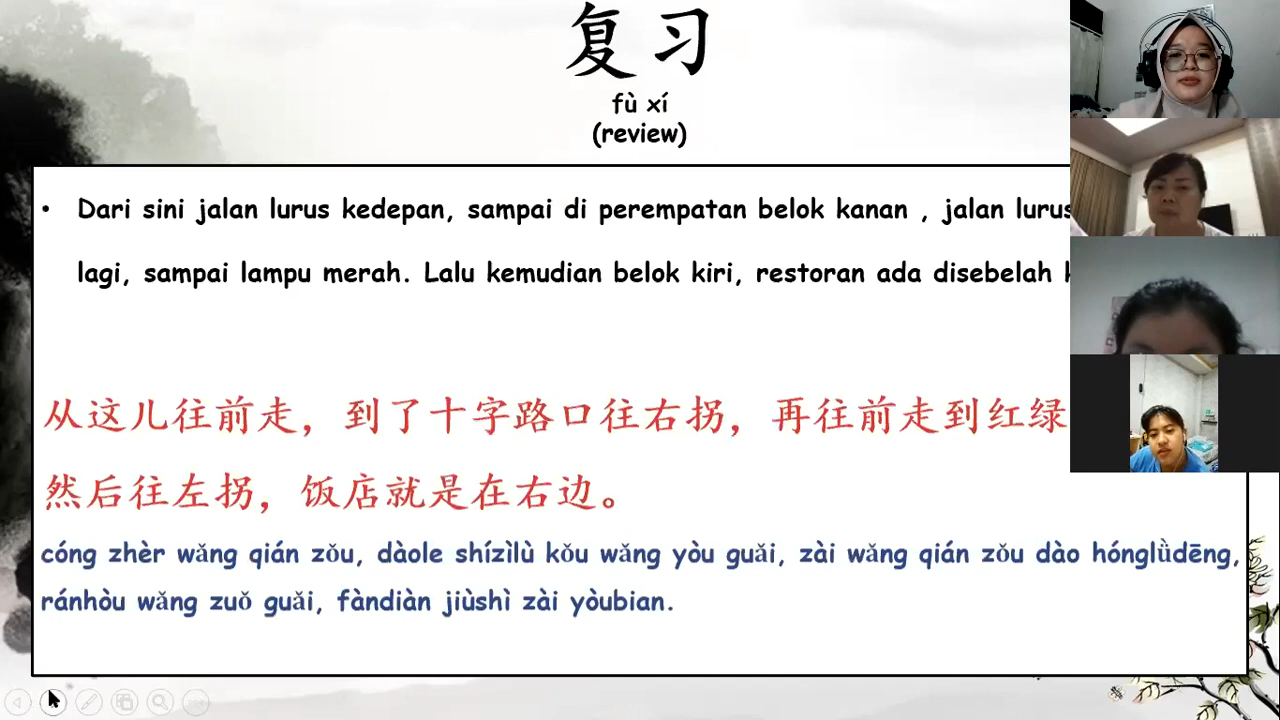 复习
fù xí
(review)
• Dari sini jalan lurus kedepan, sampai di perempatan belok kanan , jalan lurus
lagi, sampai lampu merah. Lalu kemudian belok kiri, restoran ada disebelah
从这儿往前走，到了十字路口往右拐，再往前走到红绿
然后往左拐，饭店就是在右边。
cóng zhèr wǎng qián zǒu, dàole shízìlù kǒu wǎng yòu guǎi, zài wǎng qián zǒu dào hónglǜdēng,
ránhòu wǎng zuǒ guǎi, fàndiàn jiùshì zài yòubian.